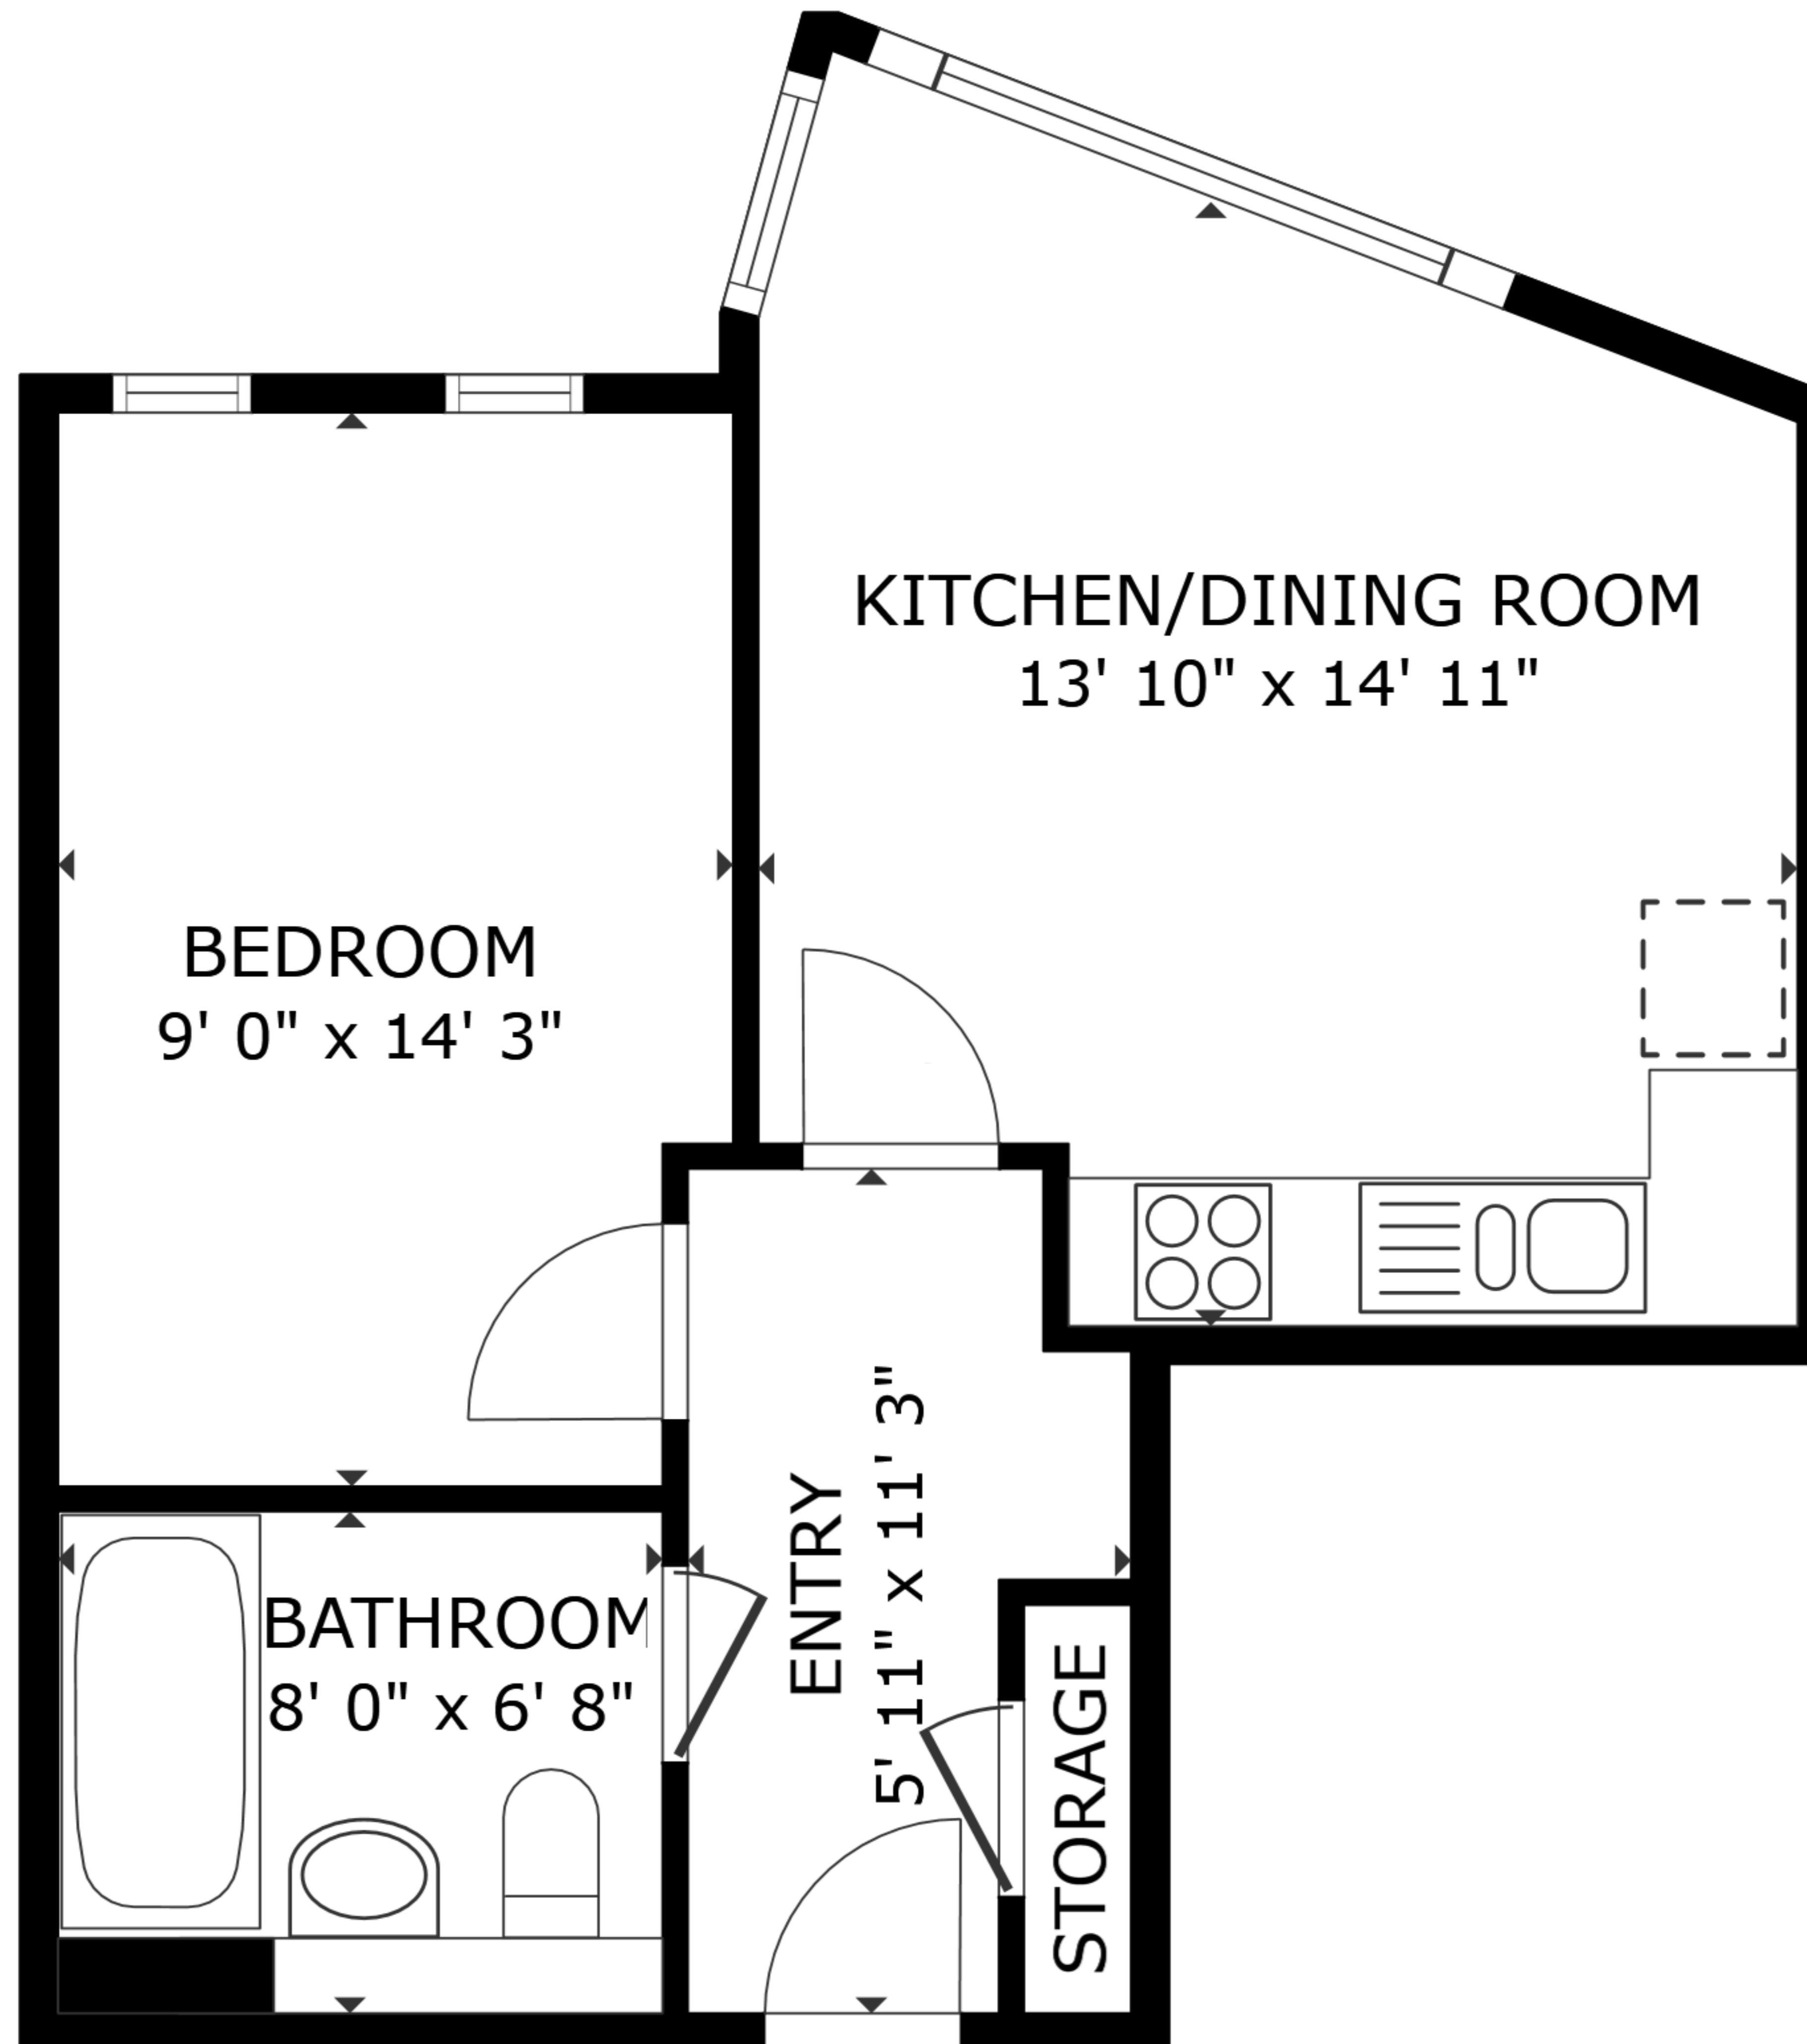 KITCHEN/DINING ROOM
13' 10" x 14' 11"
BEDROOM
9' 0" x 14' 3"
ENTRY
5' 11" x 11' 3"
BATHROOM
8' 0" x 6' 8"
STORAGE